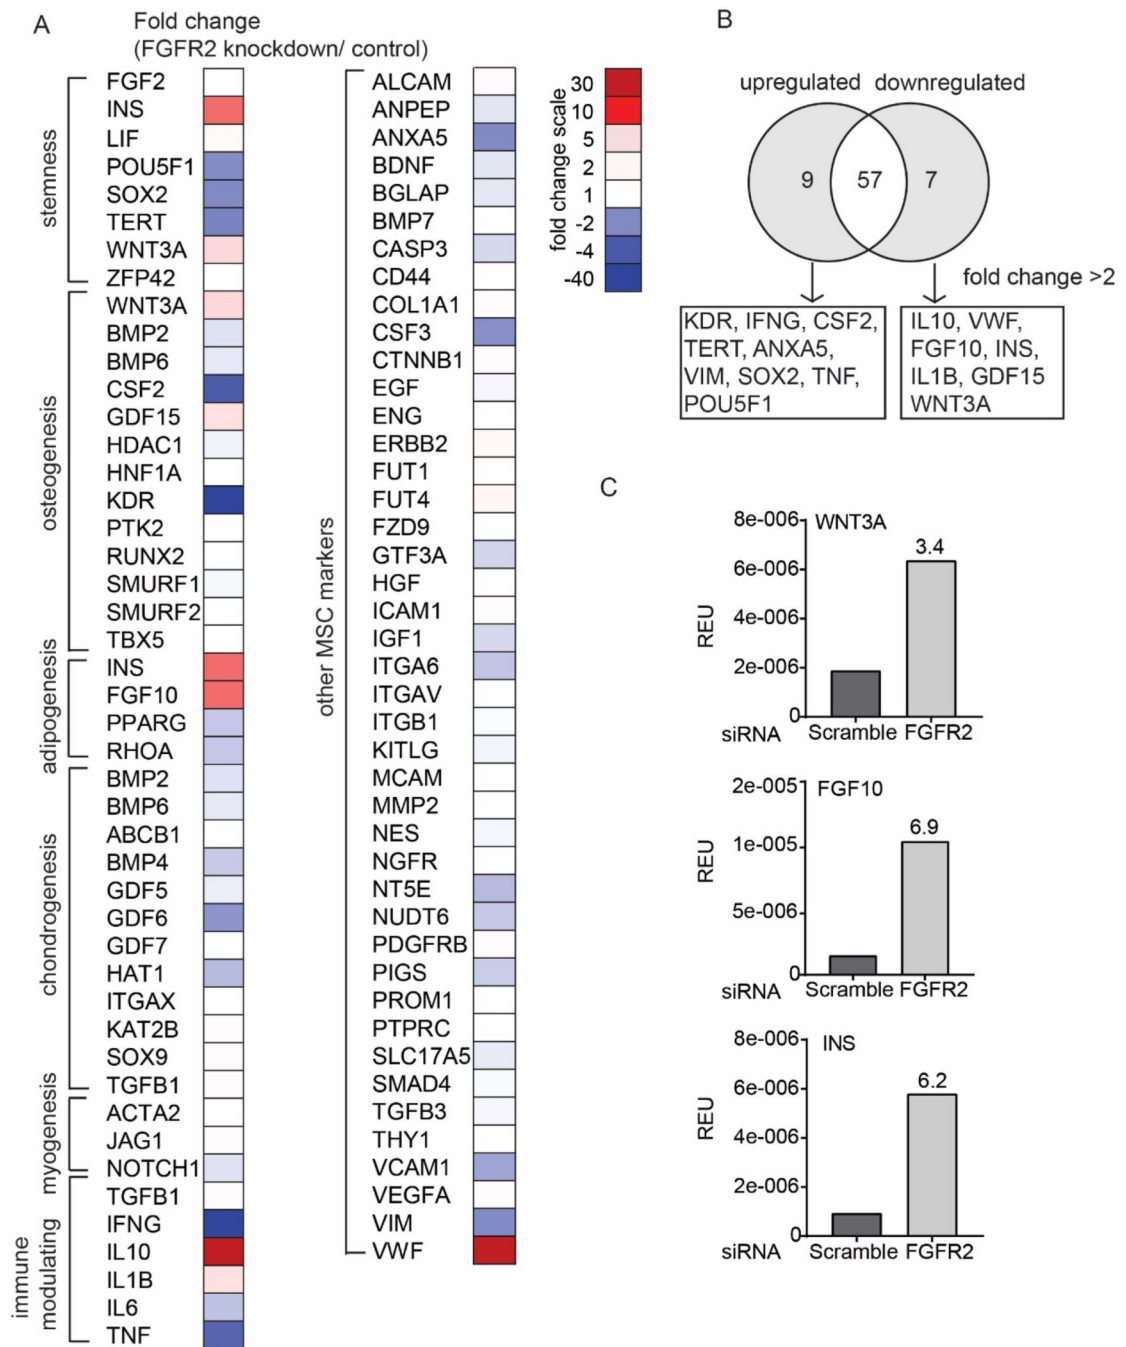 A
Fold change
(FGFR2 knockdown/ control)
stemness
FGF2
INS
LIF
POU5F1
SOX2
TERT
WNT3A
ZFP42
osteogenesis
WNT3A
BMP2
BMP6
CSF2
GDF15
HDAC1
HNF1A
KDR
PTK2
RUNX2
SMURF1
SMURF2
TBX5
adipogenesis
INS
FGF10
PPARG
RHOA
chondrogenesis
BMP2
BMP6
ABCB1
BMP4
GDF5
GDF6
GDF7
HAT1
ITGAX
KAT2B
SOX9
TGFB1
myogenesis
ACTA2
JAG1
NOTCH1
immune
modulating
TGFB1
IFNG
IL10
IL1B
IL6
TNF
other MSC markers
ALCAM
ANPEP
ANXA5
BDNF
BGLAP
BMP7
CASP3
CD44
COL1A1
CSF3
CTNNB1
EGF
ENG
ERBB2
FUT1
FUT4
FZD9
GTF3A
HGF
ICAM1
IGF1
ITGA6
ITGAV
ITGB1
KITLG
MCAM
MMP2
NES
NGFR
NT5E
NUDT6
PDGFRB
PIGS
PROM1
PTPRC
SLC17A5
SMAD4
TGFB3
THY1
VCAM1
VEGFA
VIM
VWF
fold change scale
30
10
5
2
1
-2
-4
-40
B
upregulated downregulated
9 57 7
fold change >2
KDR, IFNG, CSF2,
TERT, ANXA5,
VIM, SOX2, TNF,
POU5F1
IL10, VWF,
FGF10, INS,
IL1B, GDF15
WNT3A
C
WNT3A
REU
8e-006
6e-006
4e-006
2e-006
0
3.4
siRNA Scramble FGFR2
FGF10
REU
2e-005
1e-005
5e-006
0
6.9
siRNA Scramble FGFR2
INS
REU
8e-006
6e-006
4e-006
2e-006
0
6.2
siRNA Scramble FGFR2